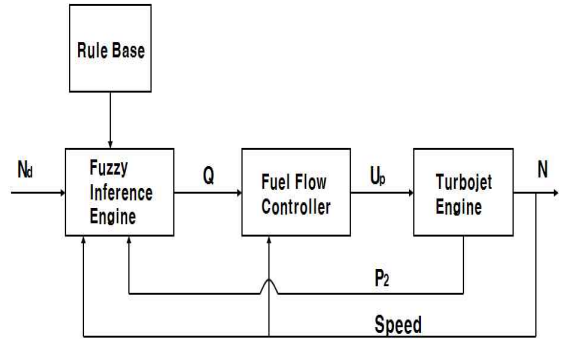 Rule Base
Nd
Fuzzy
Inference
Engine
Q
Fuel Flow
Controller
Up
Turbojet
Engine
N
P2
Speed